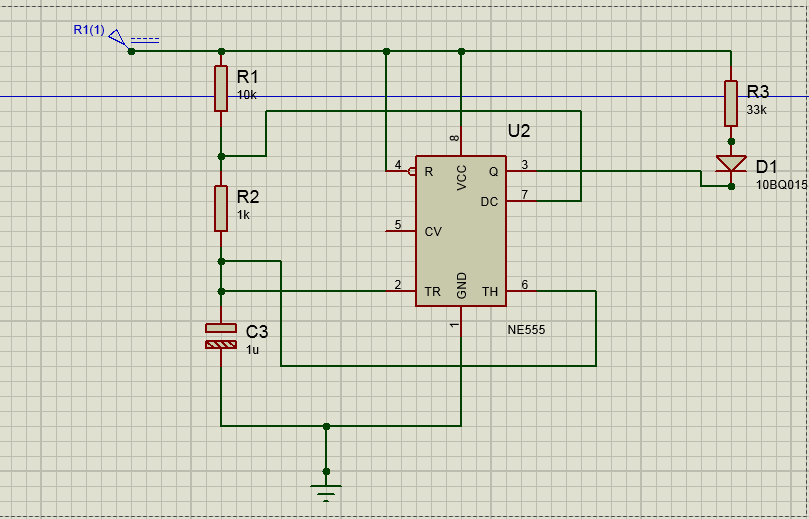 R1(1)
R1
10k
R3
33k
U2
8
4
R
VCC
Q
3
D1
10BQ015
DC
7
R2
1k
5
CV
2
TR
GND
TH
6
1
NE555
C3
1u